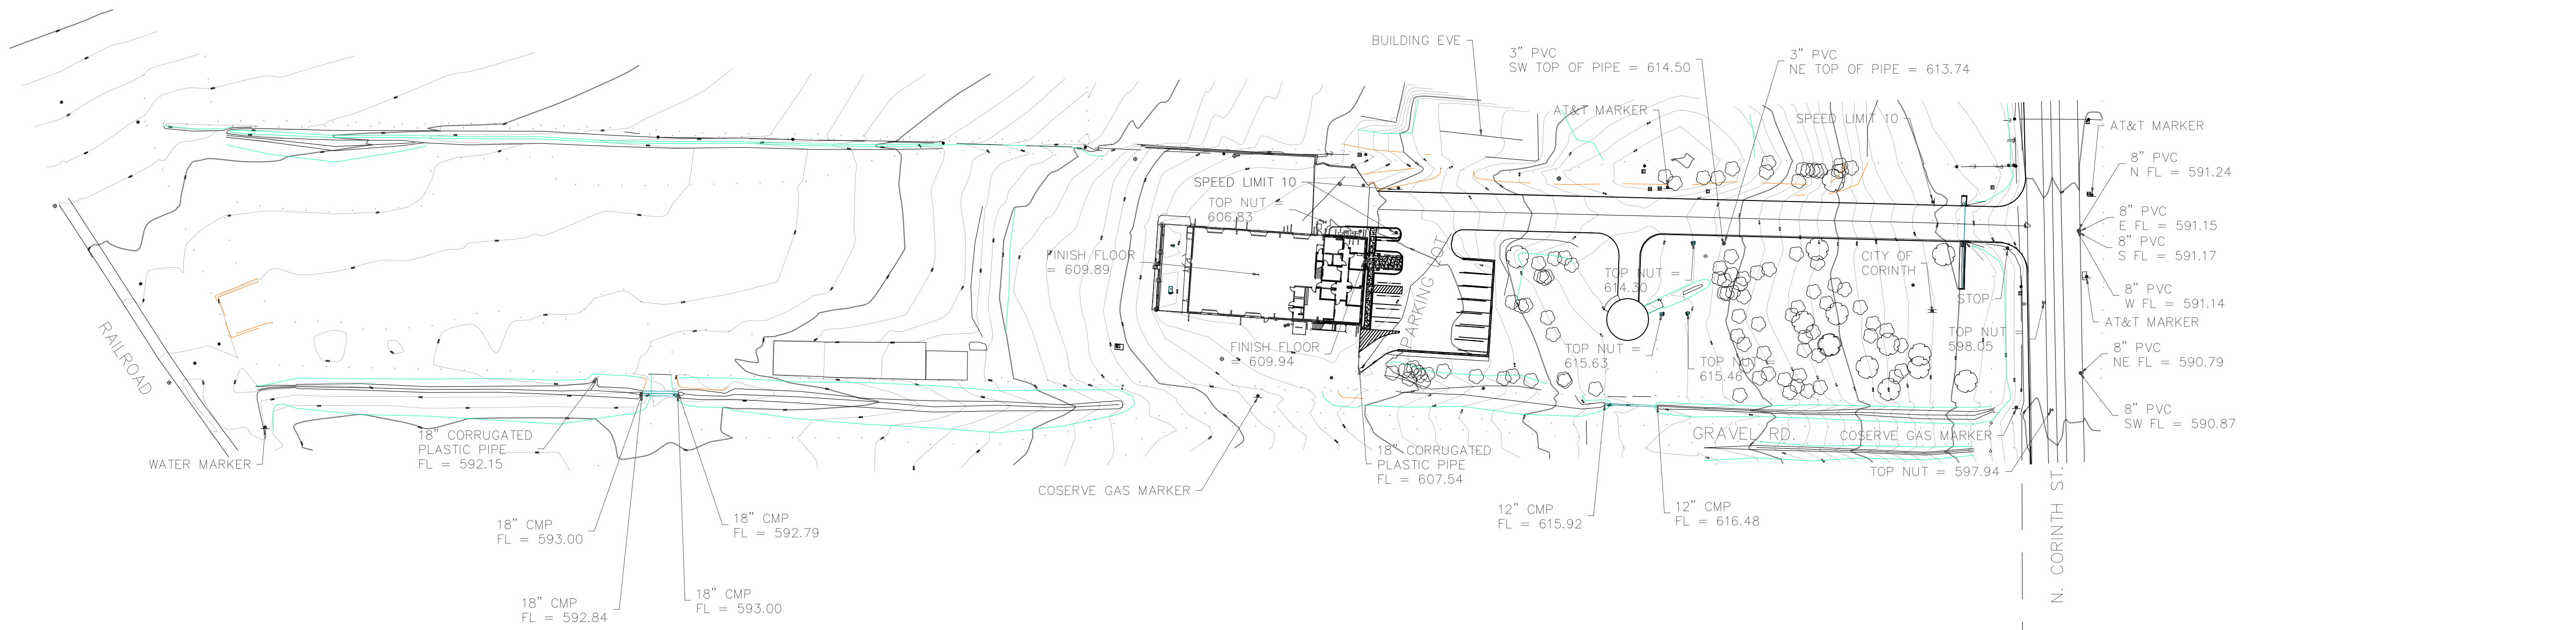 BUILDING EVE
3" PVC
SW TOP OF PIPE = 614.50
3" PVC
NE TOP OF PIPE = 613.74
AT&T MARKER
SPEED LIMIT 10
AT&T MARKER
8" PVC
N FL = 591.24
SPEED LIMIT 10
TOP NUT =
606.83
8" PVC
E FL = 591.15
8" PVC
S FL = 591.17
FINISH FLOOR
= 609.89
PARKING LOT
TOP NUT =
614.30
CITY OF
CORINTH
STOP
8" PVC
W FL = 591.14
AT&T MARKER
RAILROAD
FINISH FLOOR
= 609.94
TOP NUT =
615.63
TOP NUT =
615.46
TOP NUT =
598.05
8" PVC
NE FL = 590.79
8" PVC
SW FL = 590.87
18" CORRUGATED
PLASTIC PIPE
FL = 592.15
WATER MARKER
GRAVEL RD.
COSERVE GAS MARKER
18" CORRUGATED
PLASTIC PIPE
FL = 607.54
TOP NUT = 597.94
COSERVE GAS MARKER
12" CMP
FL = 615.92
12" CMP
FL = 616.48
18" CMP
FL = 593.00
18" CMP
FL = 592.79
18" CMP
FL = 592.84
18" CMP
FL = 593.00
N. CORINTH ST.